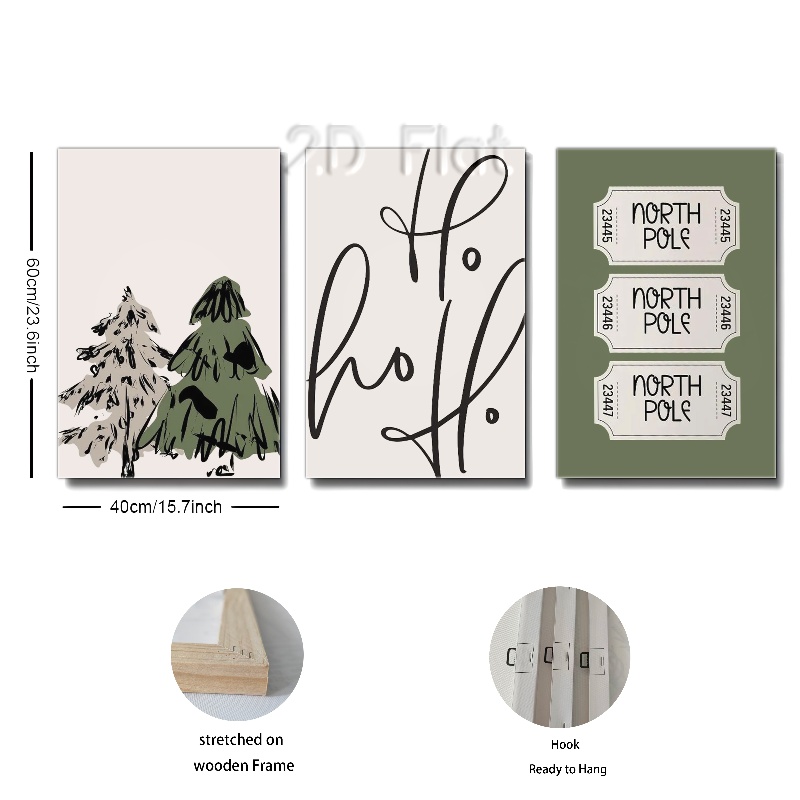 2D Flat
60cm/23.6inch
40cm/15.7inch
Ho
ho
Ho
23445 NORTH POLE 23445
23446 NORTH POLE 23446
23447 NORTH POLE 23447
stretched on
wooden Frame
Hook
Ready to Hang